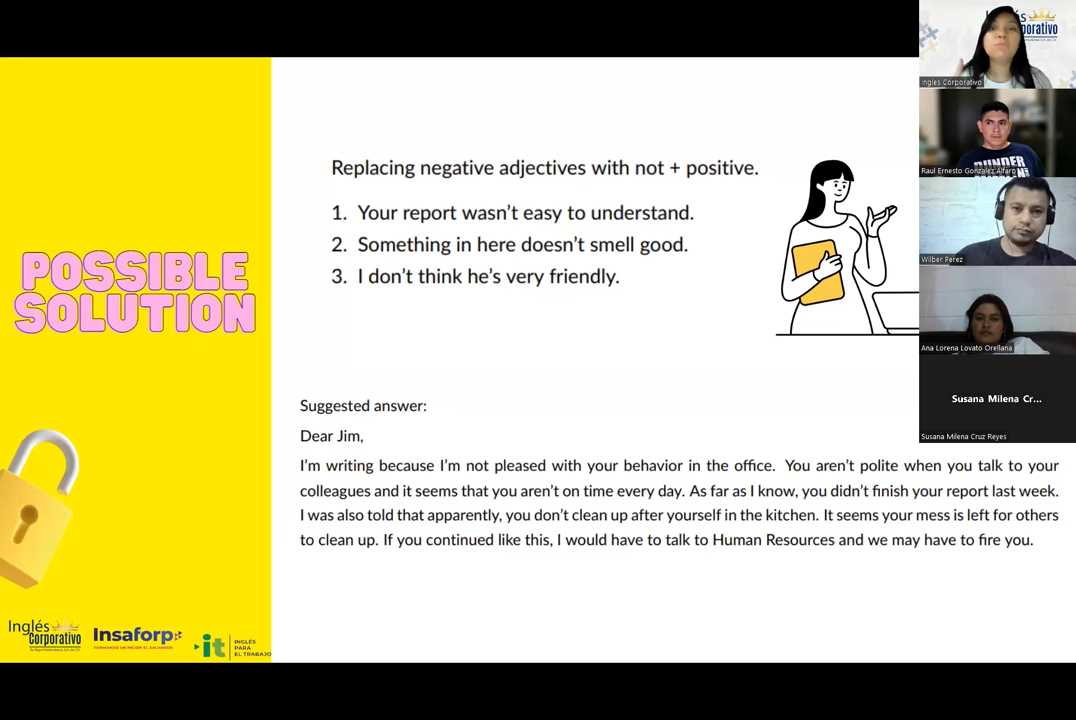 POSSIBLE
SOLUTION
Replacing negative adjectives with not + positive.
1. Your report wasn't easy to understand.
2. Something in here doesn't smell good.
3. I don't think he's very friendly.
Suggested answer:
Dear Jim,
I'm writing because I'm not pleased with your behavior in the office. You aren't polite when you talk to your
colleagues and it seems that you aren't on time every day. As far as I know, you didn't finish your report last week.
I was also told that apparently, you don't clean up after yourself in the kitchen. It seems your mess is left for others
to clean up. If you continued like this, I would have to talk to Human Resources and we may have to fire you.
Inglés
Corporativo
Insaforp
FORMANDO UN MEJOR EL SALVADOR
it
INGLÉS
PARA
EL TRABAJO
Inglés Corporativo
Raul Ernesto Gonzalez Alfaro
Wilber Perez
Ana Lorena Lovato Orellana
Susana Milena Cr...
Susana Milena Cruz Reyes